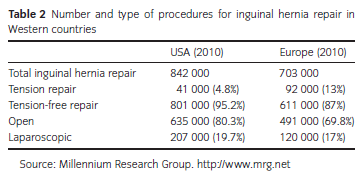 Table 2 Number and type of procedures for inguinal hernia repair in
Western countries
USA (2010) Europe (2010)
Total inguinal hernia repair 842 000 703 000
Tension repair 41 000 (4.8%) 92 000 (13%)
Tension-free repair 801 000 (95.2%) 611 000 (87%)
Open 635 000 (80.3%) 491 000 (69.8%)
Laparoscopic 207 000 (19.7%) 120 000 (17%)
Source: Millennium Research Group. http://www.mrg.net